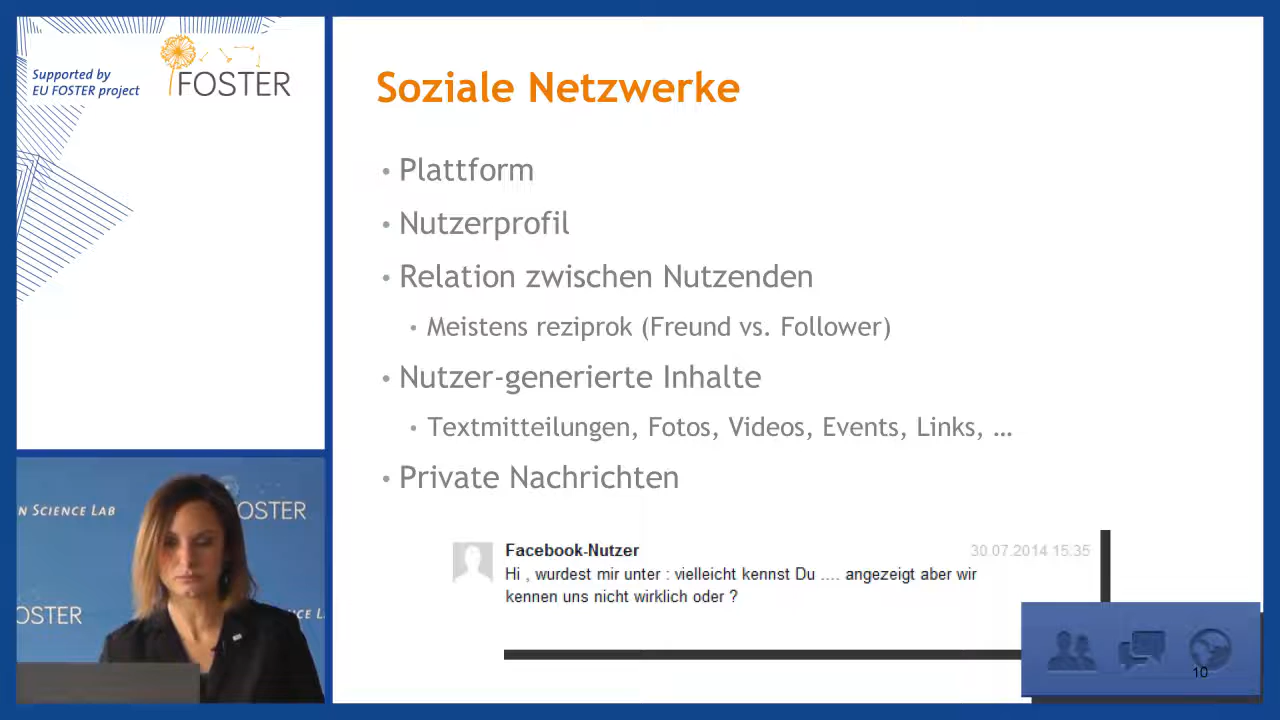 Supported by
EU FOSTER project
FOSTER
Soziale Netzwerke
• Plattform
• Nutzerprofil
• Relation zwischen Nutzenden
• Meistens reziprok (Freund vs. Follower)
• Nutzer-generierte Inhalte
• Textmitteilungen, Fotos, Videos, Events, Links, …
• Private Nachrichten
Facebook-Nutzer
30.07.2014 15:35
Hi , wurdest mir unter : vielleicht kennst Du .... angezeigt aber wir
kennen uns nicht wirklich oder ?
10
N SCIENCE LAB
OSTER
OSTER
CE L